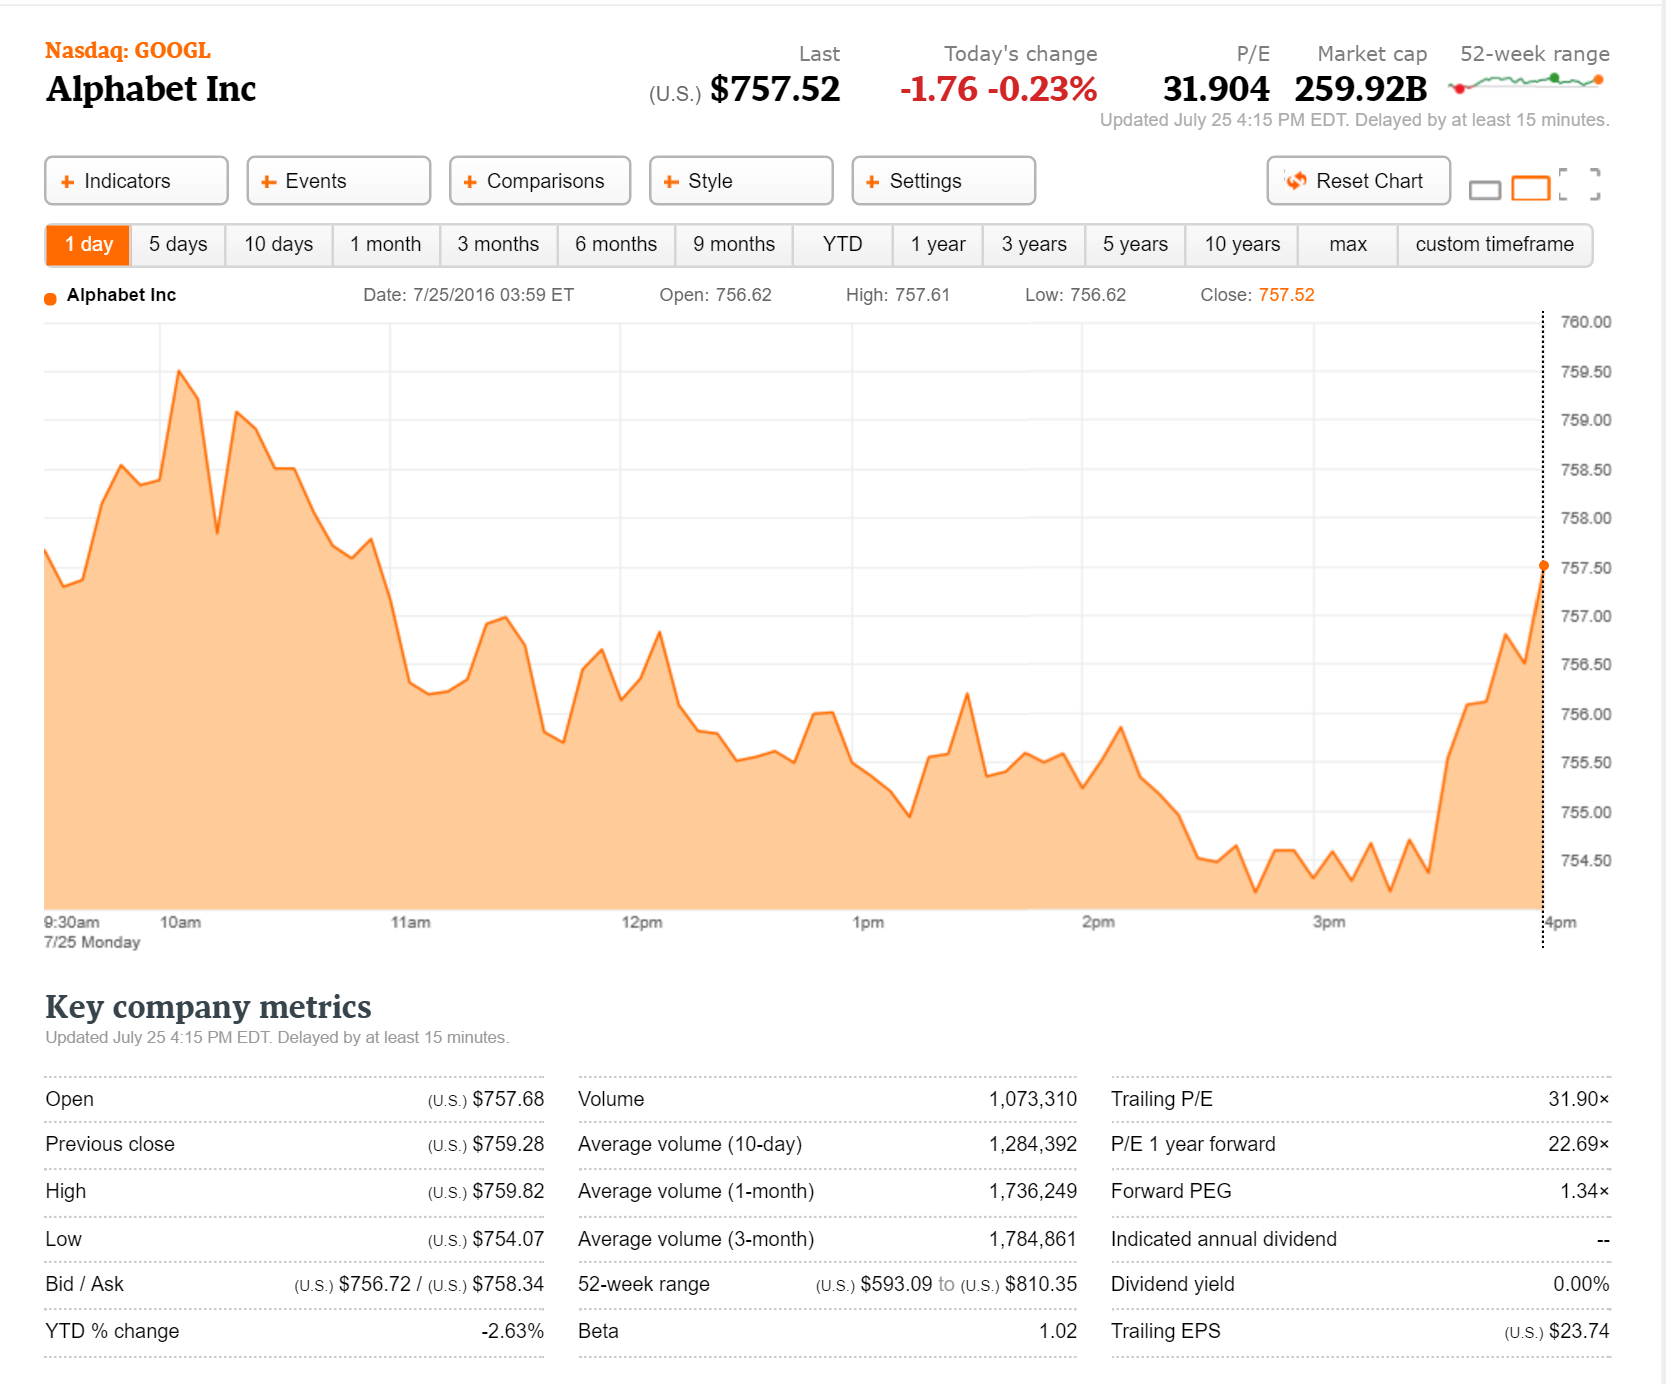 Nasdaq: GOOGL
Alphabet Inc
Last Today's change P/E Market cap 52-week range
(U.S.) $757.52 -1.76 -0.23% 31.904 259.92B
Updated July 25 4:15 PM EDT. Delayed by at least 15 minutes.
+ Indicators + Events + Comparisons + Style + Settings Reset Chart
1 day 5 days 10 days 1 month 3 months 6 months 9 months YTD 1 year 3 years 5 years 10 years max custom timeframe
Alphabet Inc Date: 7/25/2016 03:59 ET Open: 756.62 High: 757.61 Low: 756.62 Close: 757.52
760.00
759.50
759.00
758.50
758.00
757.50
757.00
756.50
756.00
755.50
755.00
754.50
9:30am 10am 11am 12pm 1pm 2pm 3pm 4pm
7/25 Monday
Key company metrics
Updated July 25 4:15 PM EDT. Delayed by at least 15 minutes.
Open (U.S.) $757.68 Volume 1,073,310 Trailing P/E 31.90×
Previous close (U.S.) $759.28 Average volume (10-day) 1,284,392 P/E 1 year forward 22.69×
High (U.S.) $759.82 Average volume (1-month) 1,736,249 Forward PEG 1.34×
Low (U.S.) $754.07 Average volume (3-month) 1,784,861 Indicated annual dividend --
Bid / Ask (U.S.) $756.72 / (U.S.) $758.34 52-week range (U.S.) $593.09 to (U.S.) $810.35 Dividend yield 0.00%
YTD % change -2.63% Beta 1.02 Trailing EPS (U.S.) $23.74